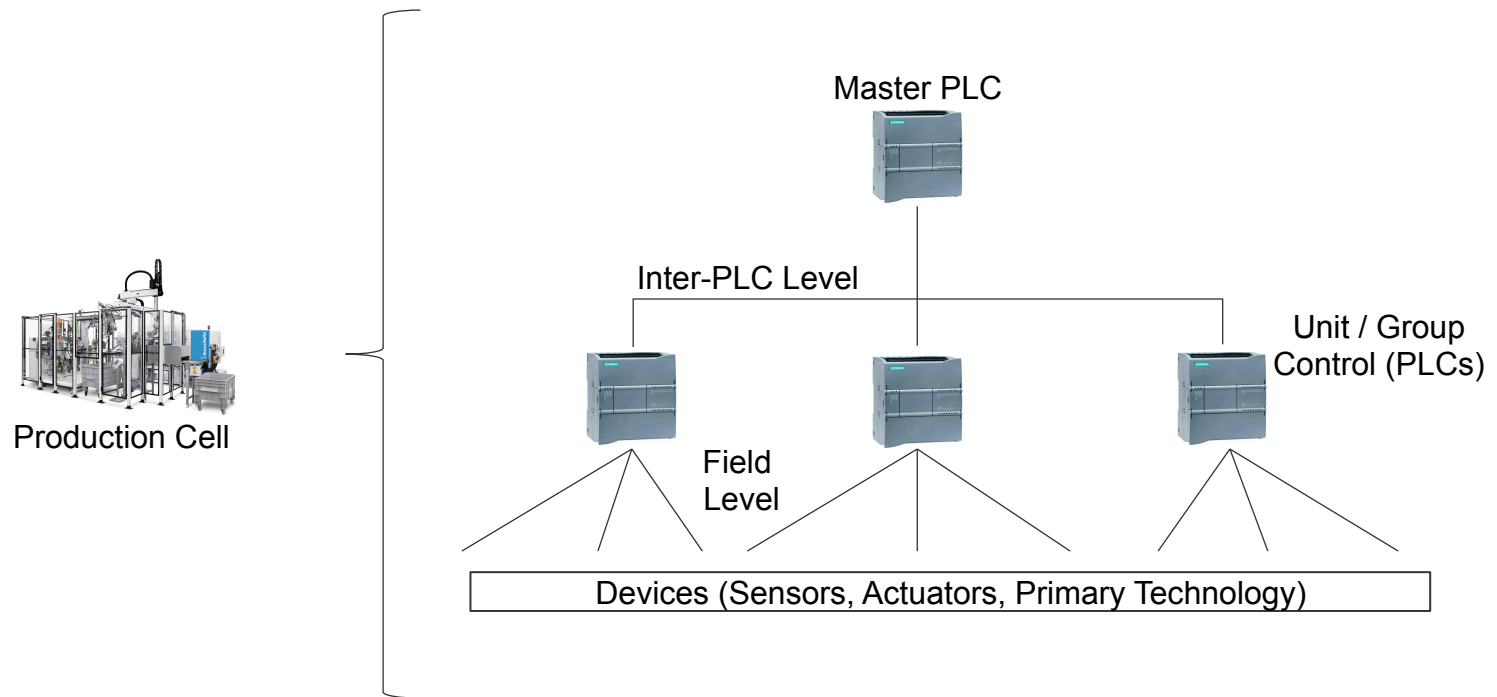 Master PLC
Inter-PLC Level
Unit / Group
Control (PLCs)
Production Cell
Field
Level
Devices (Sensors, Actuators, Primary Technology)